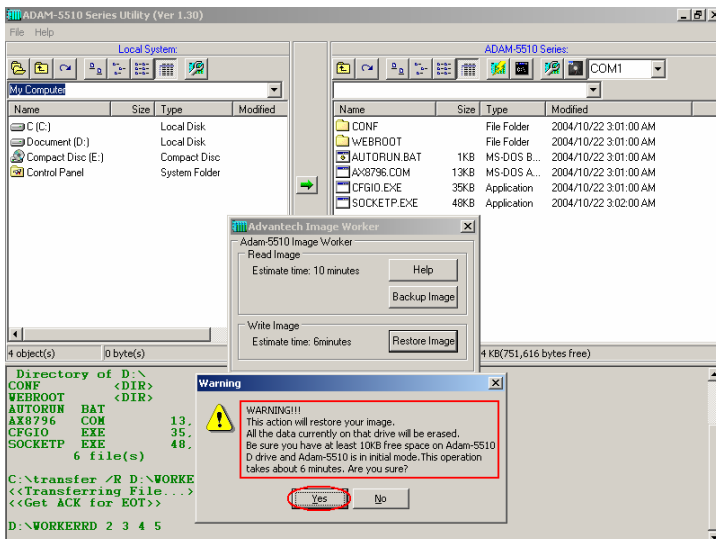 ADAM-5510 Series Utility (Ver 1.30)
File Help
Local System:
ADAM-5510 Series:
COM1
My Computer
Name Size Type Modified
C (C:) Local Disk
Document (D:) Local Disk
Compact Disc (E:) Compact Disc
Control Panel System Folder
Name Size Type Modified
CONF File Folder 2004/10/22 3:01:00 AM
WEBROOT File Folder 2004/10/22 3:01:00 AM
AUTORUN.BAT 1KB MS-DOS B... 2004/10/22 3:01:00 AM
AX8796.COM 13KB MS-DOS A... 2004/10/22 3:01:00 AM
CFGIO.EXE 35KB Application 2004/10/22 3:01:00 AM
SOCKETP.EXE 48KB Application 2004/10/22 3:02:00 AM
Advantech Image Worker
Adam-5510 Image Worker
Read Image
Estimate time: 10 minutes
Help
Backup Image
Write Image
Estimate time: 6minutes
Restore Image
4 object(s) 0 byte(s)
4 KB(751,616 bytes free)
Directory of D:\
CONF <DIR>
WEBROOT <DIR>
AUTORUN BAT
AX8796 COM 13,
CFGIO EXE 35,
SOCKETP EXE 48,
6 file(s)
C:\transfer /R D:\WORKE
<<Transferring File...>
<<Get ACK for EOT>>
D:\WORKERRD 2 3 4 5
Warning
WARNING!!!
This action will restore your image.
All the data currently on that drive will be erased.
Be sure you have at least 10KB free space on Adam-5510
D drive and Adam-5510 is in initial mode.This operation
takes about 6 minutes. Are you sure?
Yes
No